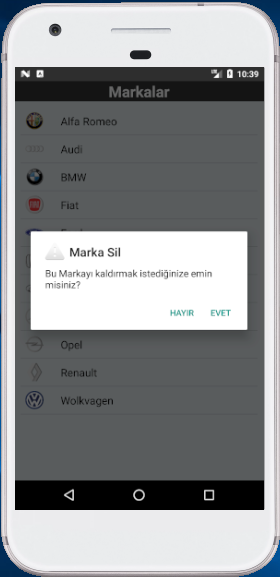 10:39
Markalar
Alfa Romeo
Audi
BMW
Fiat
Marka Sil
Bu Markayı kaldırmak istediğinize emin
misiniz?
HAYIR EVET
Opel
Renault
Wolkvagen